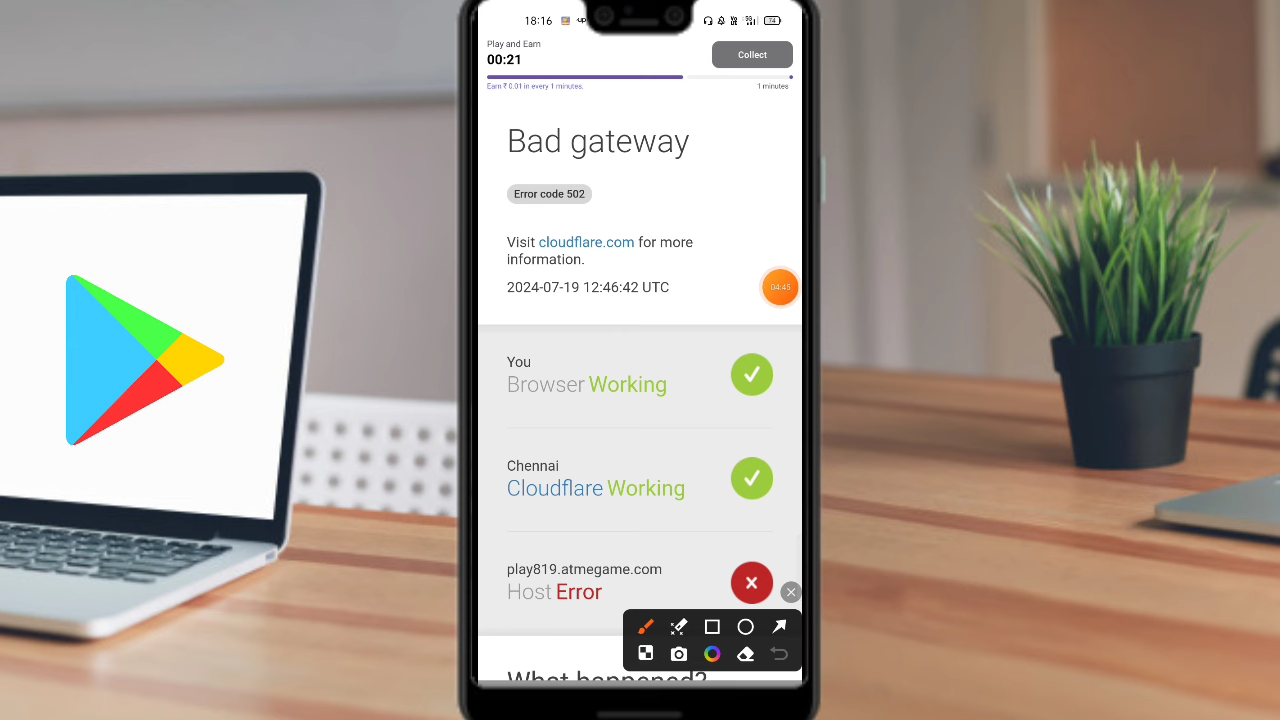 18:16
74
Play and Earn
00:21
Collect
Earn ₹ 0.01 in every 1 minutes.
1 minutes
Bad gateway
Error code 502
Visit cloudflare.com for more
information.
2024-07-19 12:46:42 UTC
04:45
You
Browser Working
Chennai
Cloudflare Working
play819.atmegame.com
Host Error
What happened?